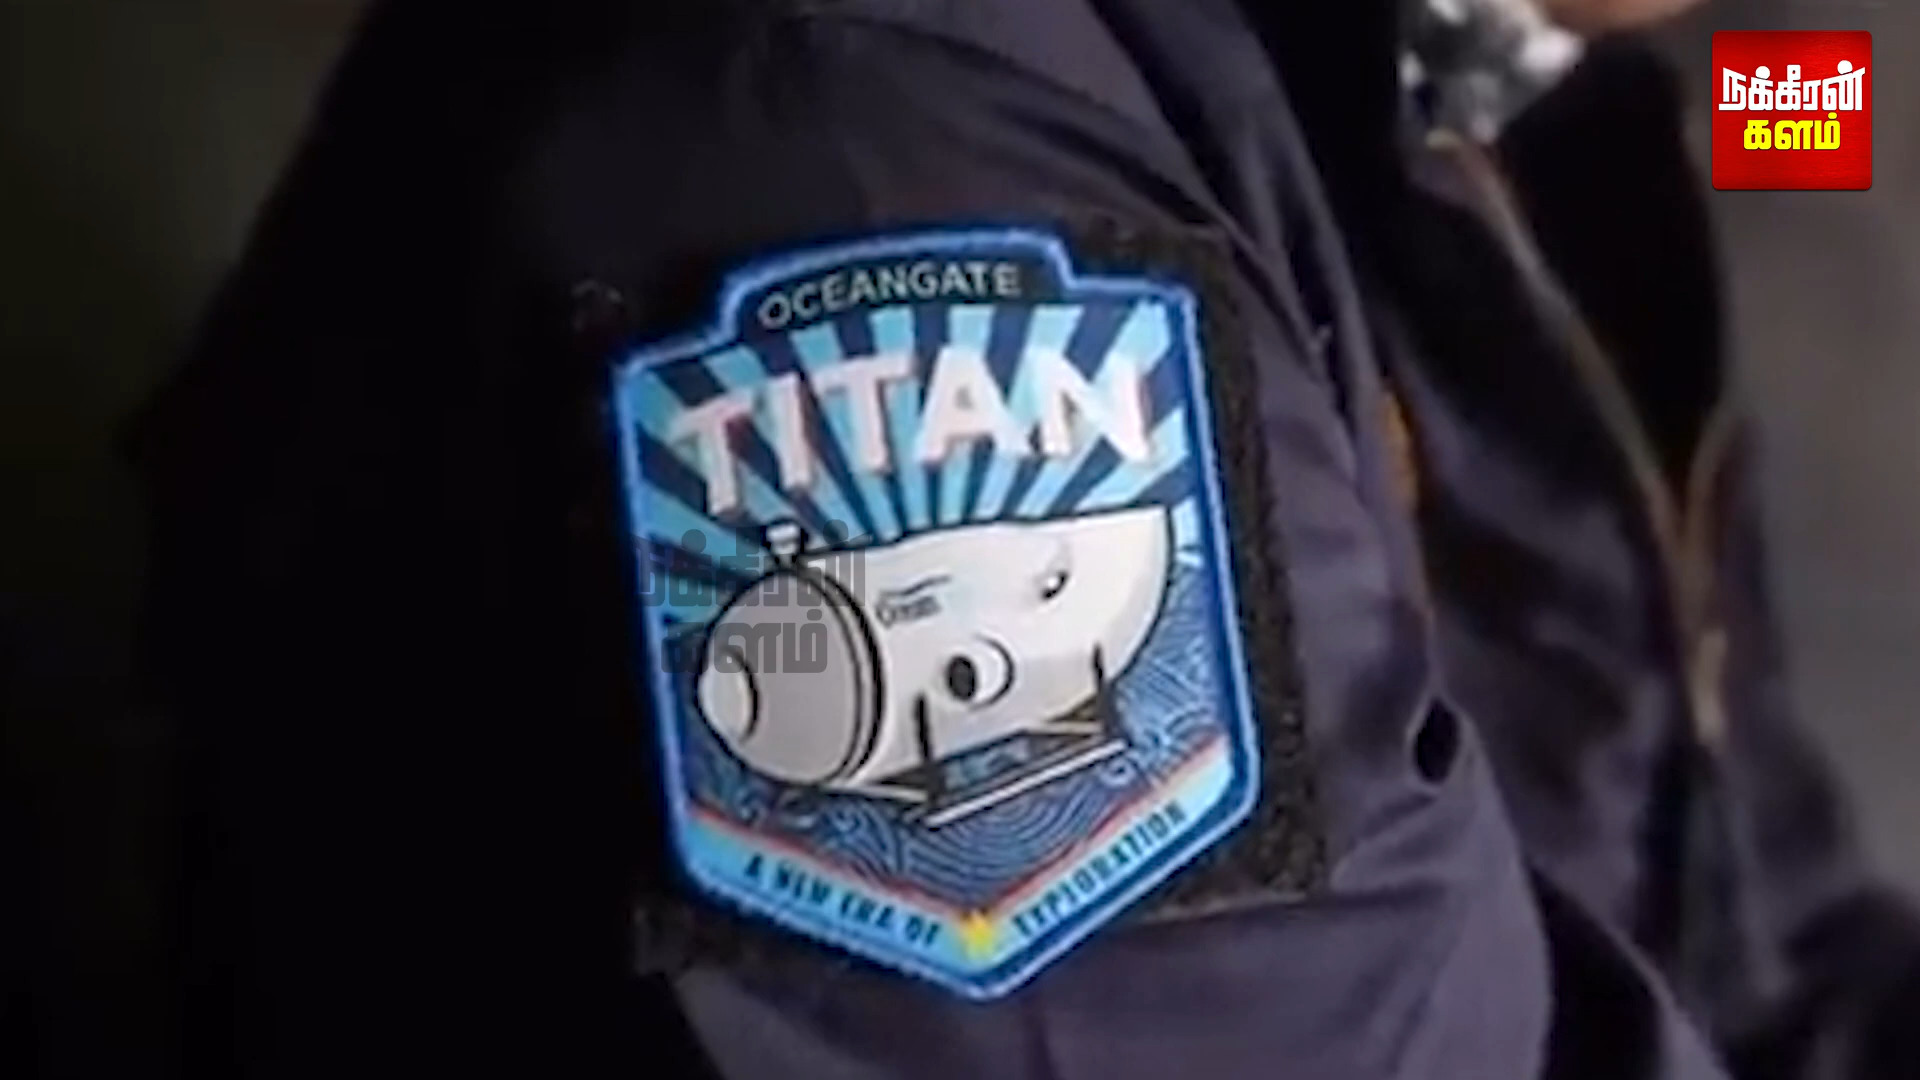 நக்கீரன்
களம்
OCEANGATE
TITAN
A NEW ERA OF EXPLORATION
நக்கீரன்
களம்